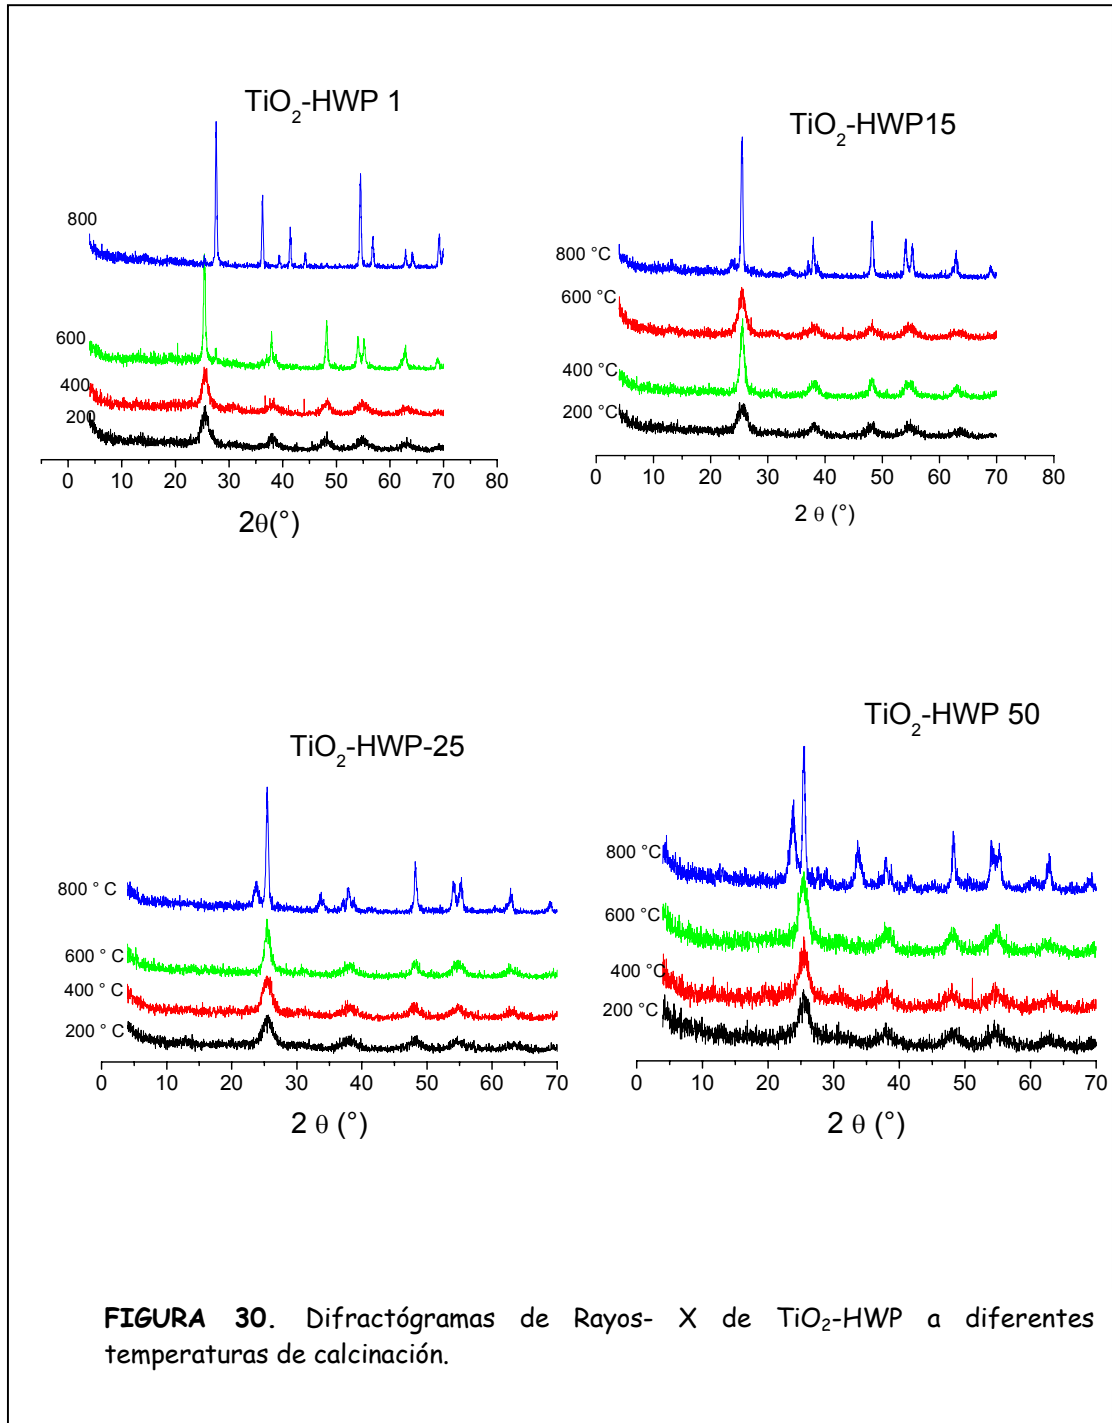 TiO2-HWP 1
800
600
400
200
0 10 20 30 40 50 60 70 80
2θ(°)
TiO2-HWP15
800 °C
600 °C
400 °C
200 °C
0 10 20 30 40 50 60 70 80
2 θ (°)
TiO2-HWP-25
800 ° C
600 ° C
400 ° C
200 ° C
0 10 20 30 40 50 60 70
2 θ (°)
TiO2-HWP 50
800 °C
600 °C
400 °C
200 °C
0 10 20 30 40 50 60 70
2 θ (°)
FIGURA 30. Difractógramas de Rayos- X de TiO2-HWP a diferentes
temperaturas de calcinación.